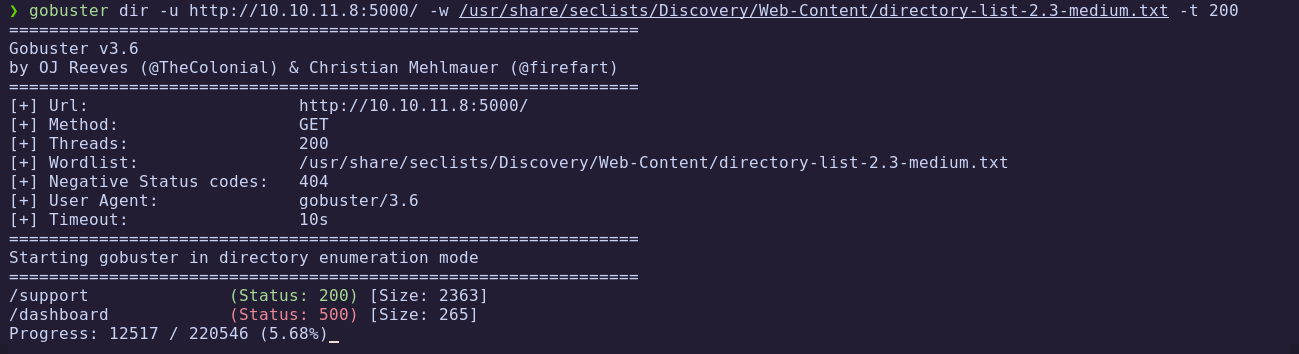 ❯ gobuster dir -u http://10.10.11.8:5000/ -w /usr/share/seclists/Discovery/Web-Content/directory-list-2.3-medium.txt -t 200
===============================================================
Gobuster v3.6
by OJ Reeves (@TheColonial) & Christian Mehlmauer (@firefart)
===============================================================
[+] Url:                     http://10.10.11.8:5000/
[+] Method:                  GET
[+] Threads:                 200
[+] Wordlist:                /usr/share/seclists/Discovery/Web-Content/directory-list-2.3-medium.txt
[+] Negative Status codes:   404
[+] User Agent:              gobuster/3.6
[+] Timeout:                 10s
===============================================================
Starting gobuster in directory enumeration mode
===============================================================
/support              (Status: 200) [Size: 2363]
/dashboard            (Status: 500) [Size: 265]
Progress: 12517 / 220546 (5.68%)